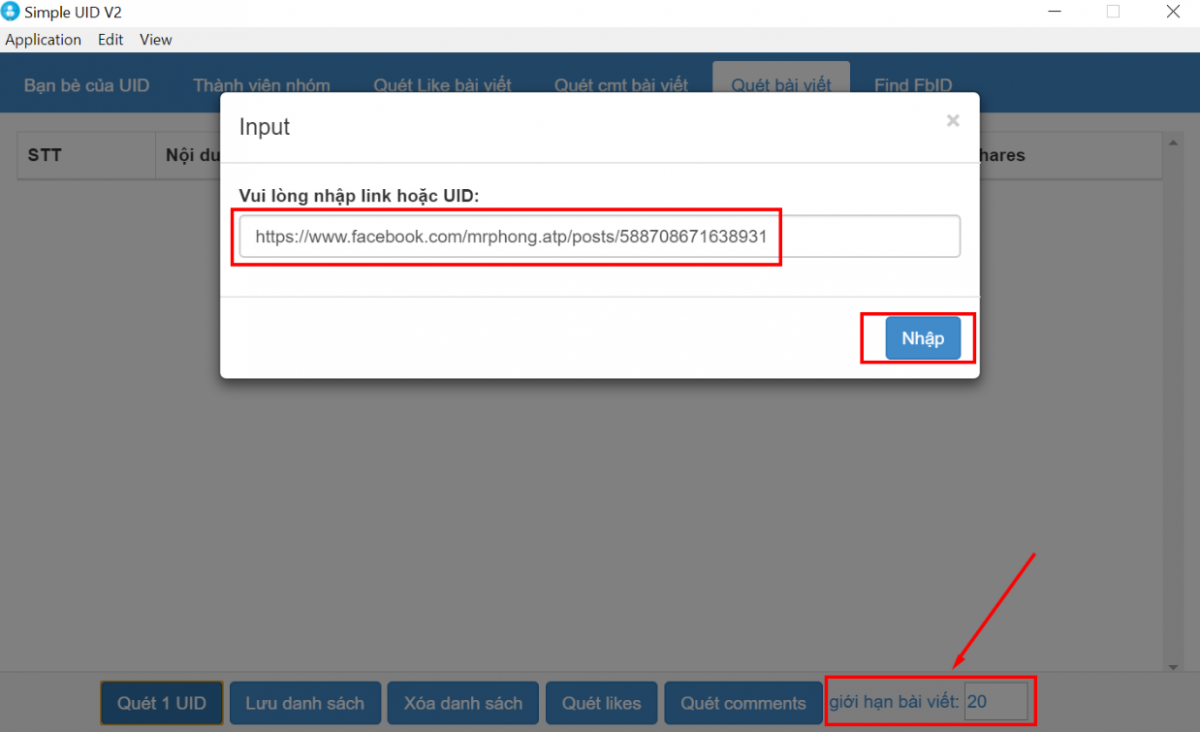 Simple UID V2
Application Edit View
Bạn bè của UID Thành viên nhóm Quét Like bài viết Quét cmt bài viết Quét bài viết Find FbID
Input ×
STT Nội du hares
Vui lòng nhập link hoặc UID:
https://www.facebook.com/mrphong.atp/posts/588708671638931
Nhập
Quét 1 UID Lưu danh sách Xóa danh sách Quét likes Quét comments giới hạn bài viết: 20